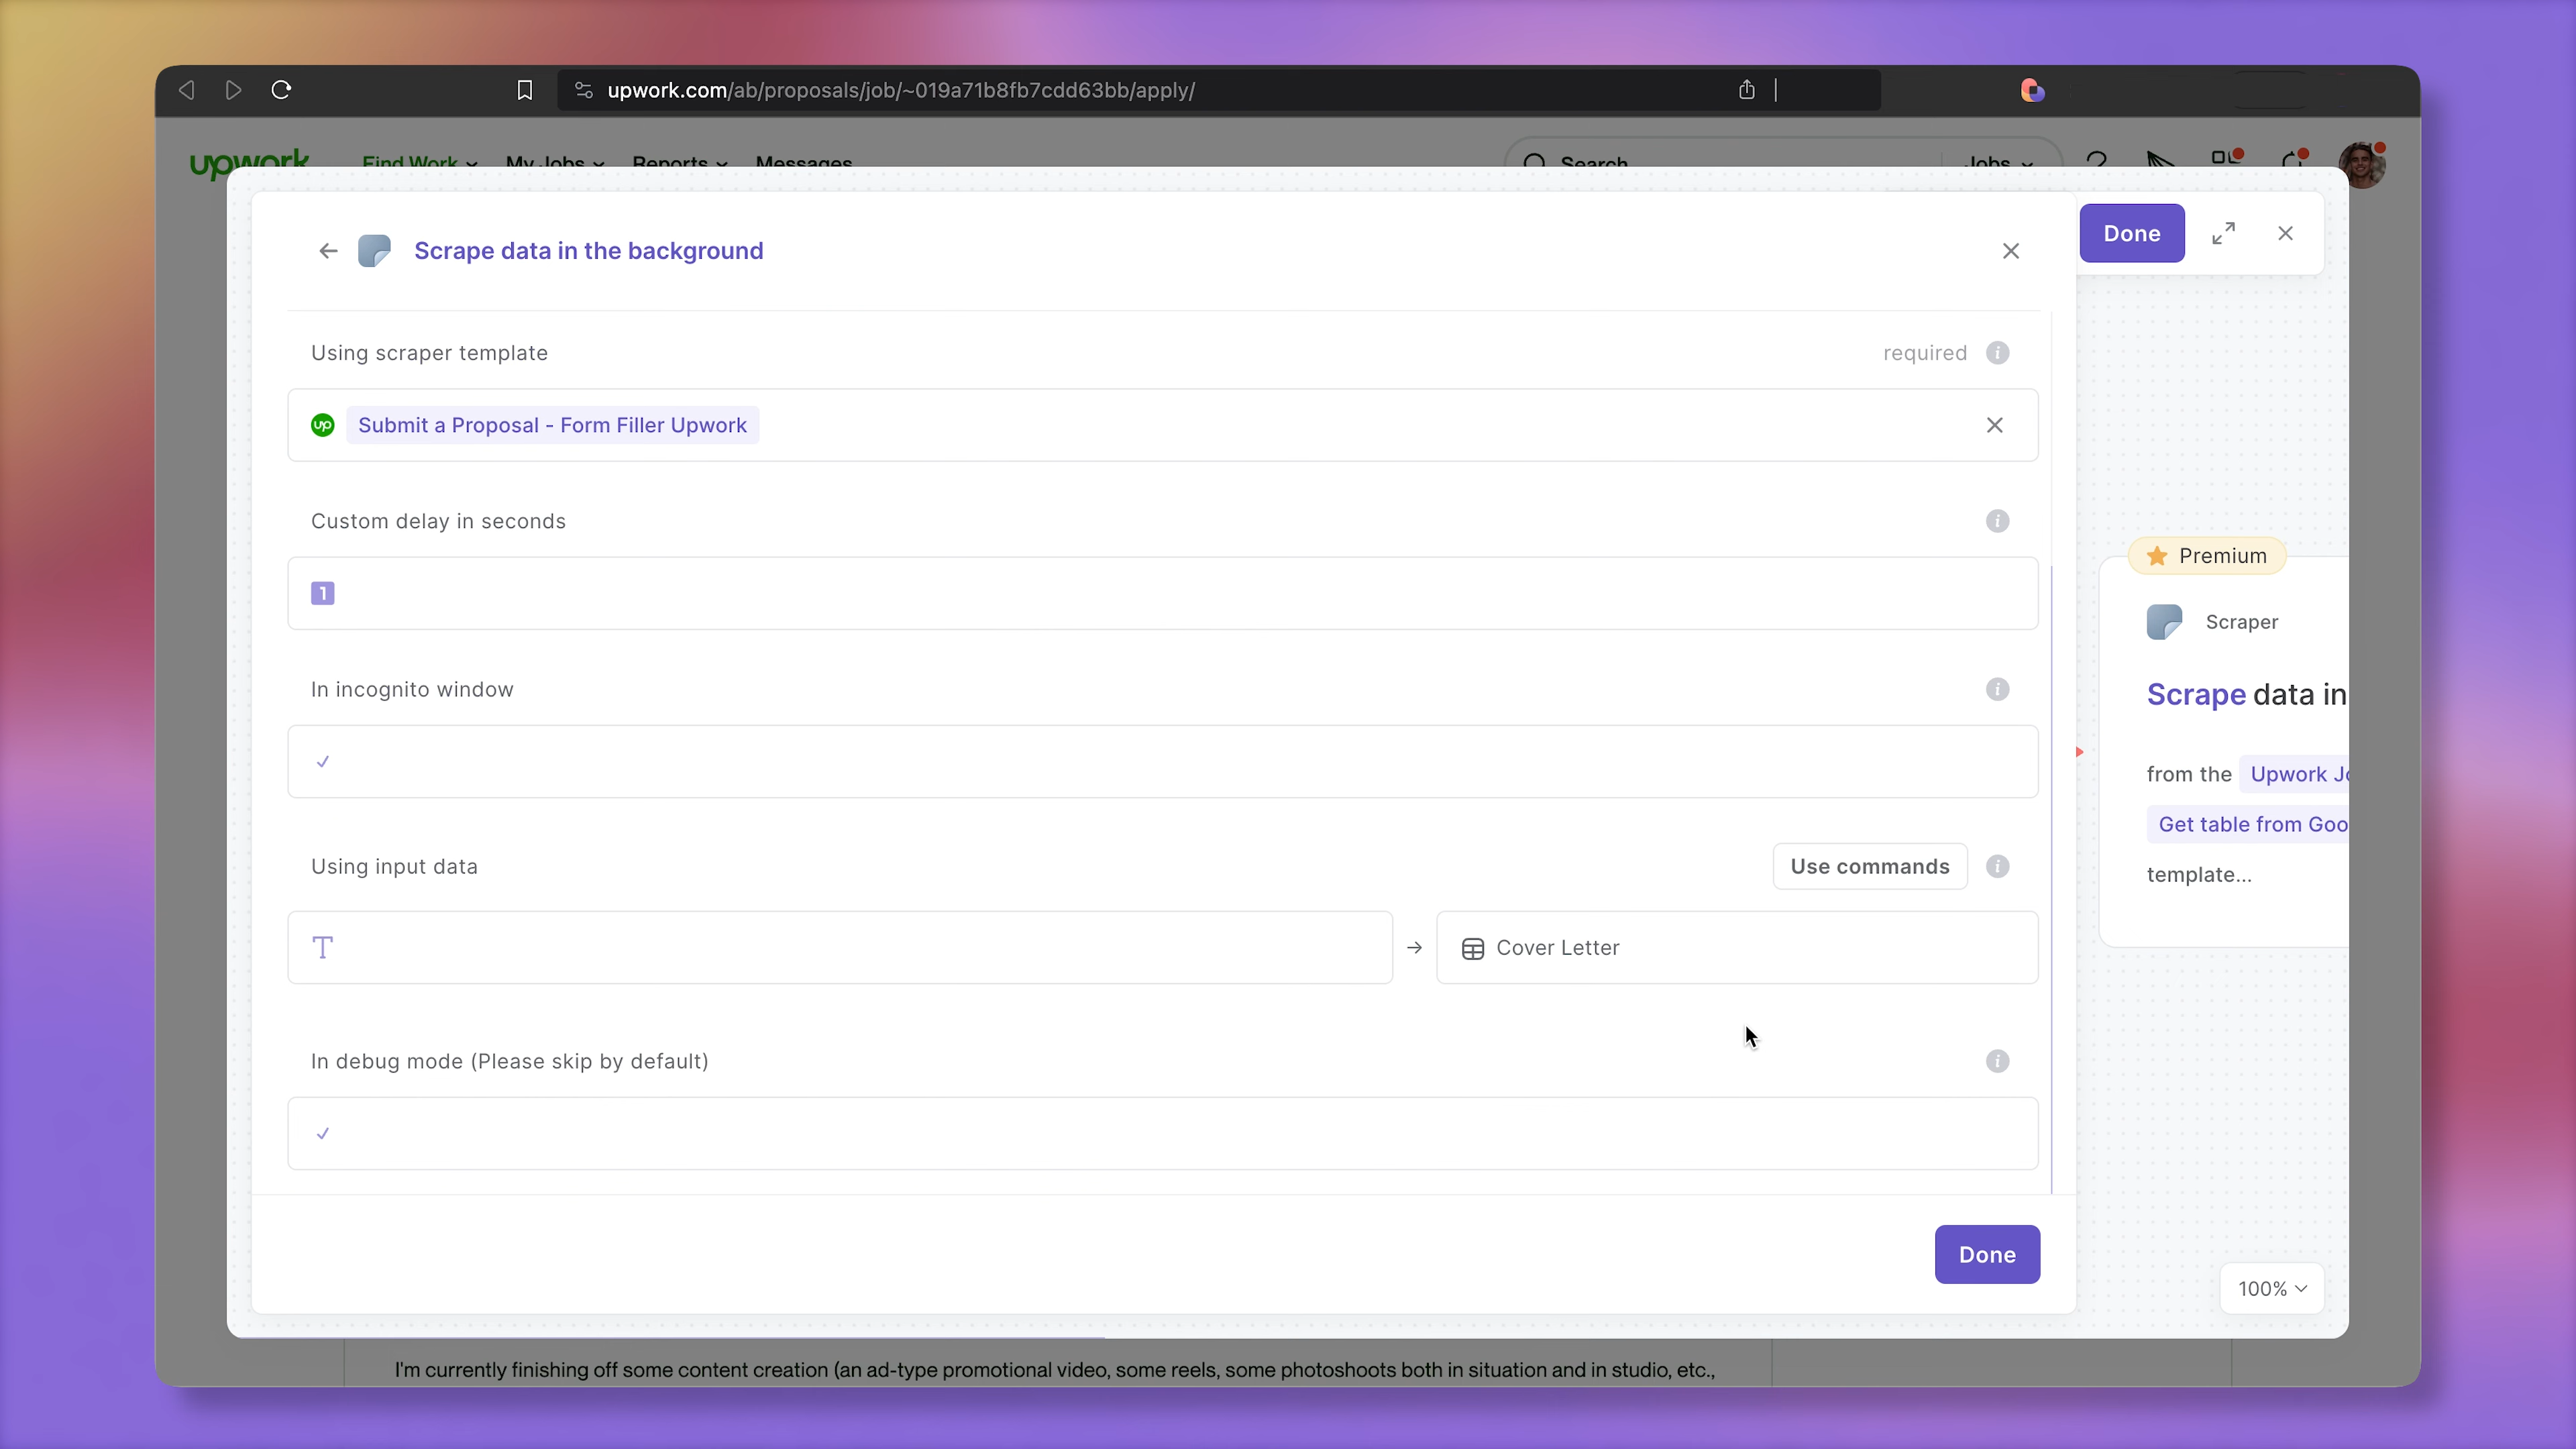 upwork.com/ab/proposals/job/~019a71b8fb7cdd63bb/apply/
upwork Find Work My Jobs Reports Messages Search Jobs
Scrape data in the background
Done
Using scraper template required
up Submit a Proposal - Form Filler Upwork
Custom delay in seconds
1
In incognito window
Using input data Use commands
T Cover Letter
In debug mode (Please skip by default)
Done
Premium
Scraper
Scrape data in
from the Upwork
Get table from
template...
100%
I'm currently finishing off some content creation (an ad-type promotional video, some reels, some photoshoots both in situation and in studio, etc.,